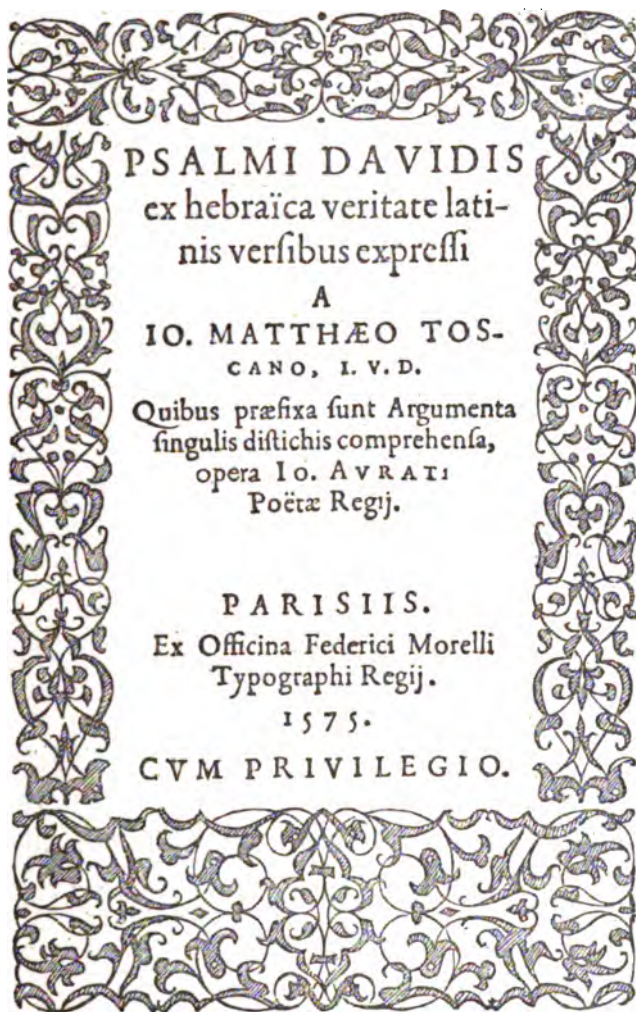 PSALMI DAVIDIS
ex hebraïca veritate lati-
nis verſibus expreſſi
A
IO. MATTHÆO TOS-
CANO, I. V. D.
Quibus præfixa ſunt Argumenta
ſingulis diſtichis comprehenſa,
opera IO. AVRATI
Poëtæ Regij.
PARISIIS.
Ex Officina Federici Morelli
Typographi Regij.
1575.
CVM PRIVILEGIO.